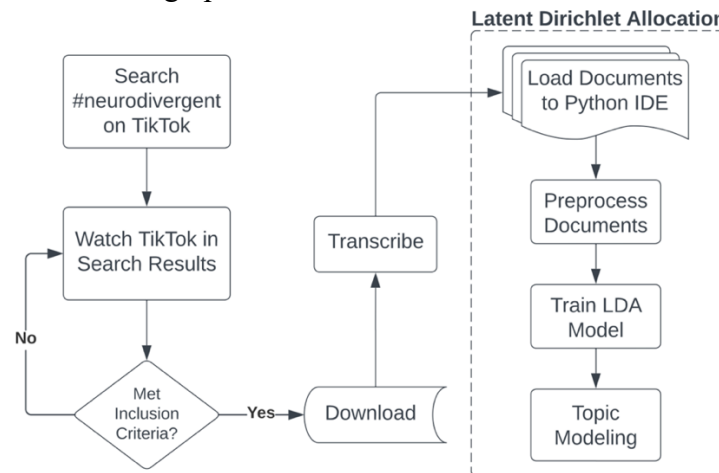 Latent Dirichlet Allocation
Search
#neurodivergent
on TikTok
Watch TikTok in
Search Results
No
Met
Inclusion
Criteria?
Yes
Download
Transcribe
Load Documents
to Python IDE
Preprocess
Documents
Train LDA
Model
Topic
Modeling